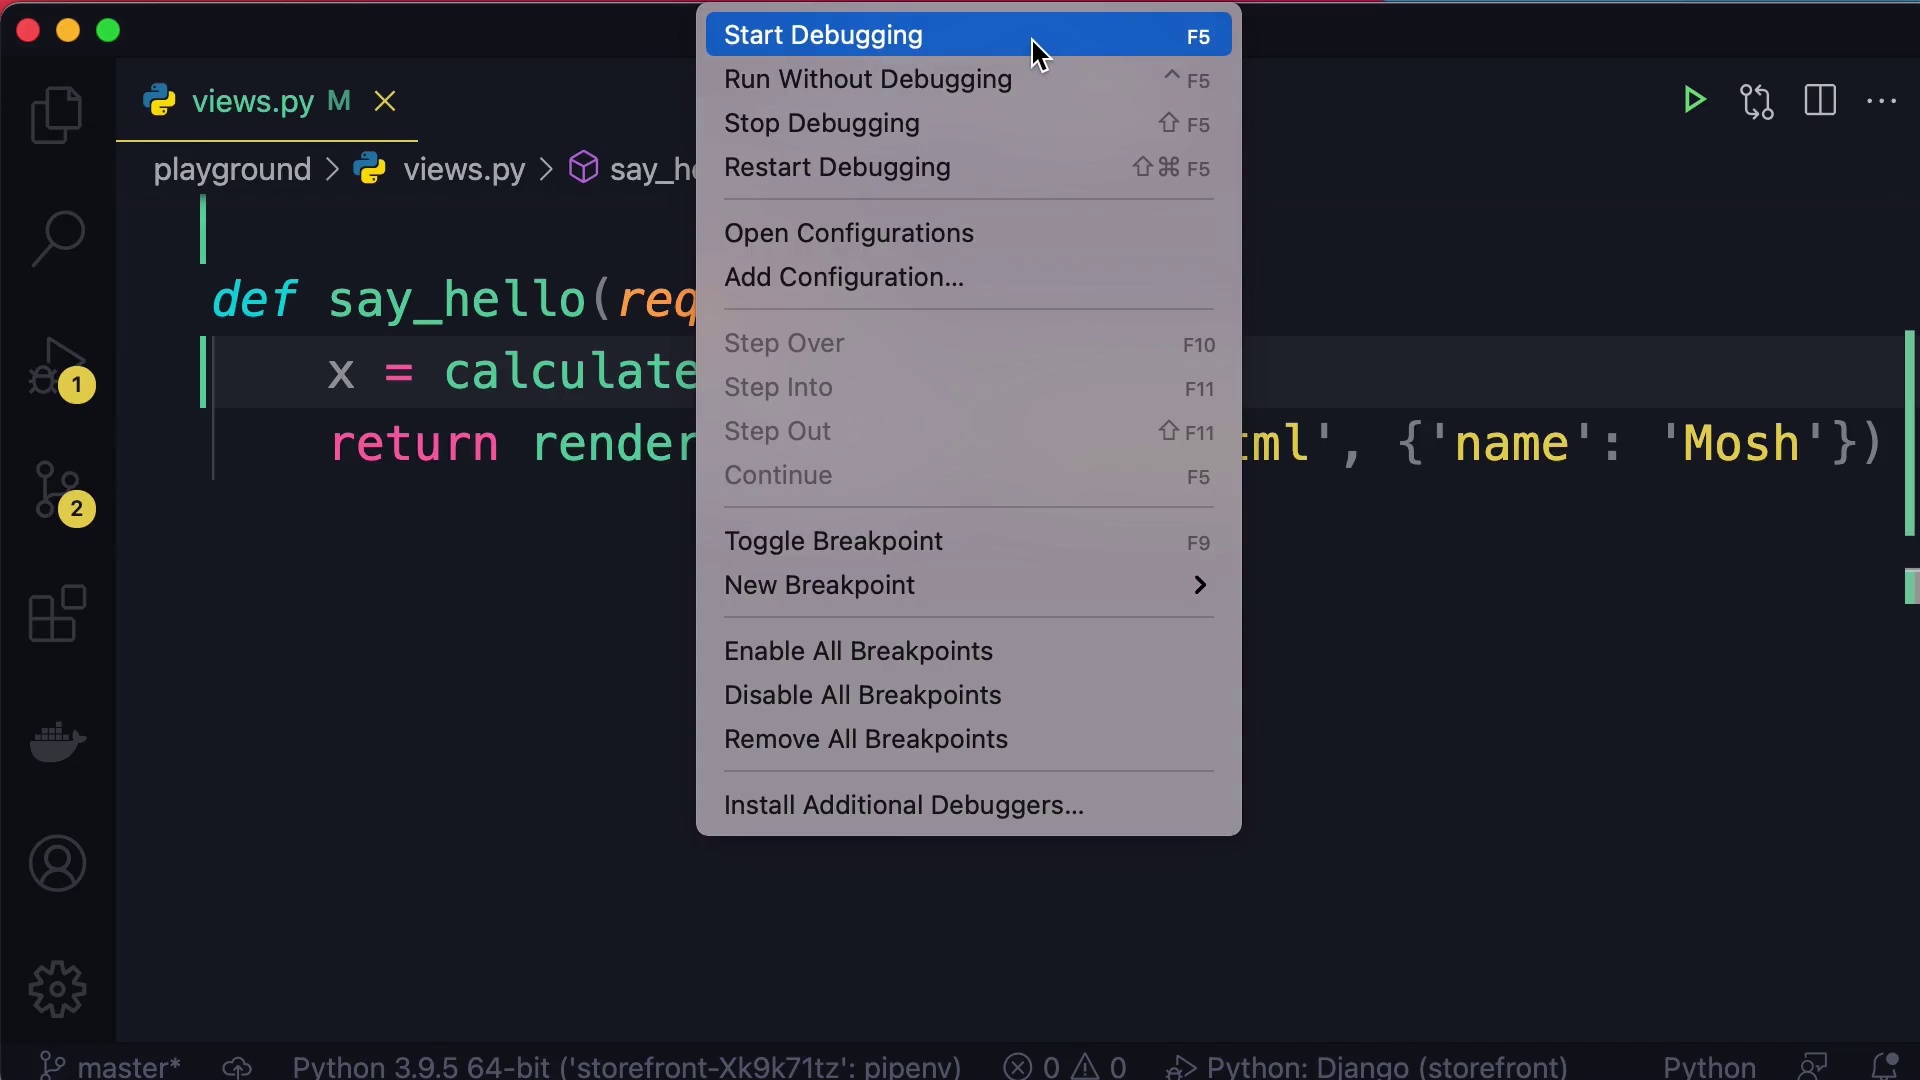 Start Debugging F5
Run Without Debugging ^ F5
Stop Debugging ⇧ F5
Restart Debugging ⇧⌘ F5
Open Configurations
Add Configuration...
Step Over F10
Step Into F11
Step Out ⇧ F11
Continue F5
Toggle Breakpoint F9
New Breakpoint >
Enable All Breakpoints
Disable All Breakpoints
Remove All Breakpoints
Install Additional Debuggers...
views.py M
playground > views.py > say_he
def say_hello(req
x = calculate
return render tml', {'name': 'Mosh'})
1
2
master* Python 3.9.5 64-bit ('storefront-Xk9k71tz': pipenv) 0 0 Python: Django (storefront) Python